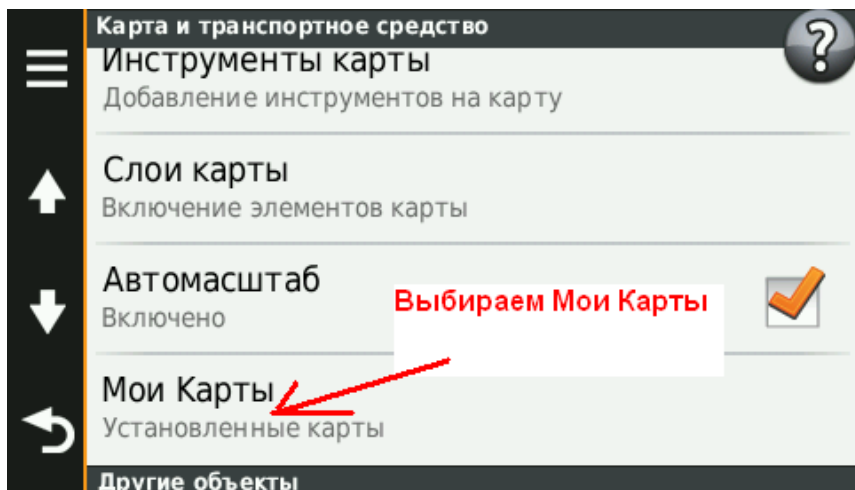 Карта и транспортное средство
?
Инструменты карты
Добавление инструментов на карту
Слои карты
Включение элементов карты
Автомасштаб
Включено
Выбираем Мои Карты
Мои Карты
Установленные карты
Другие объекты